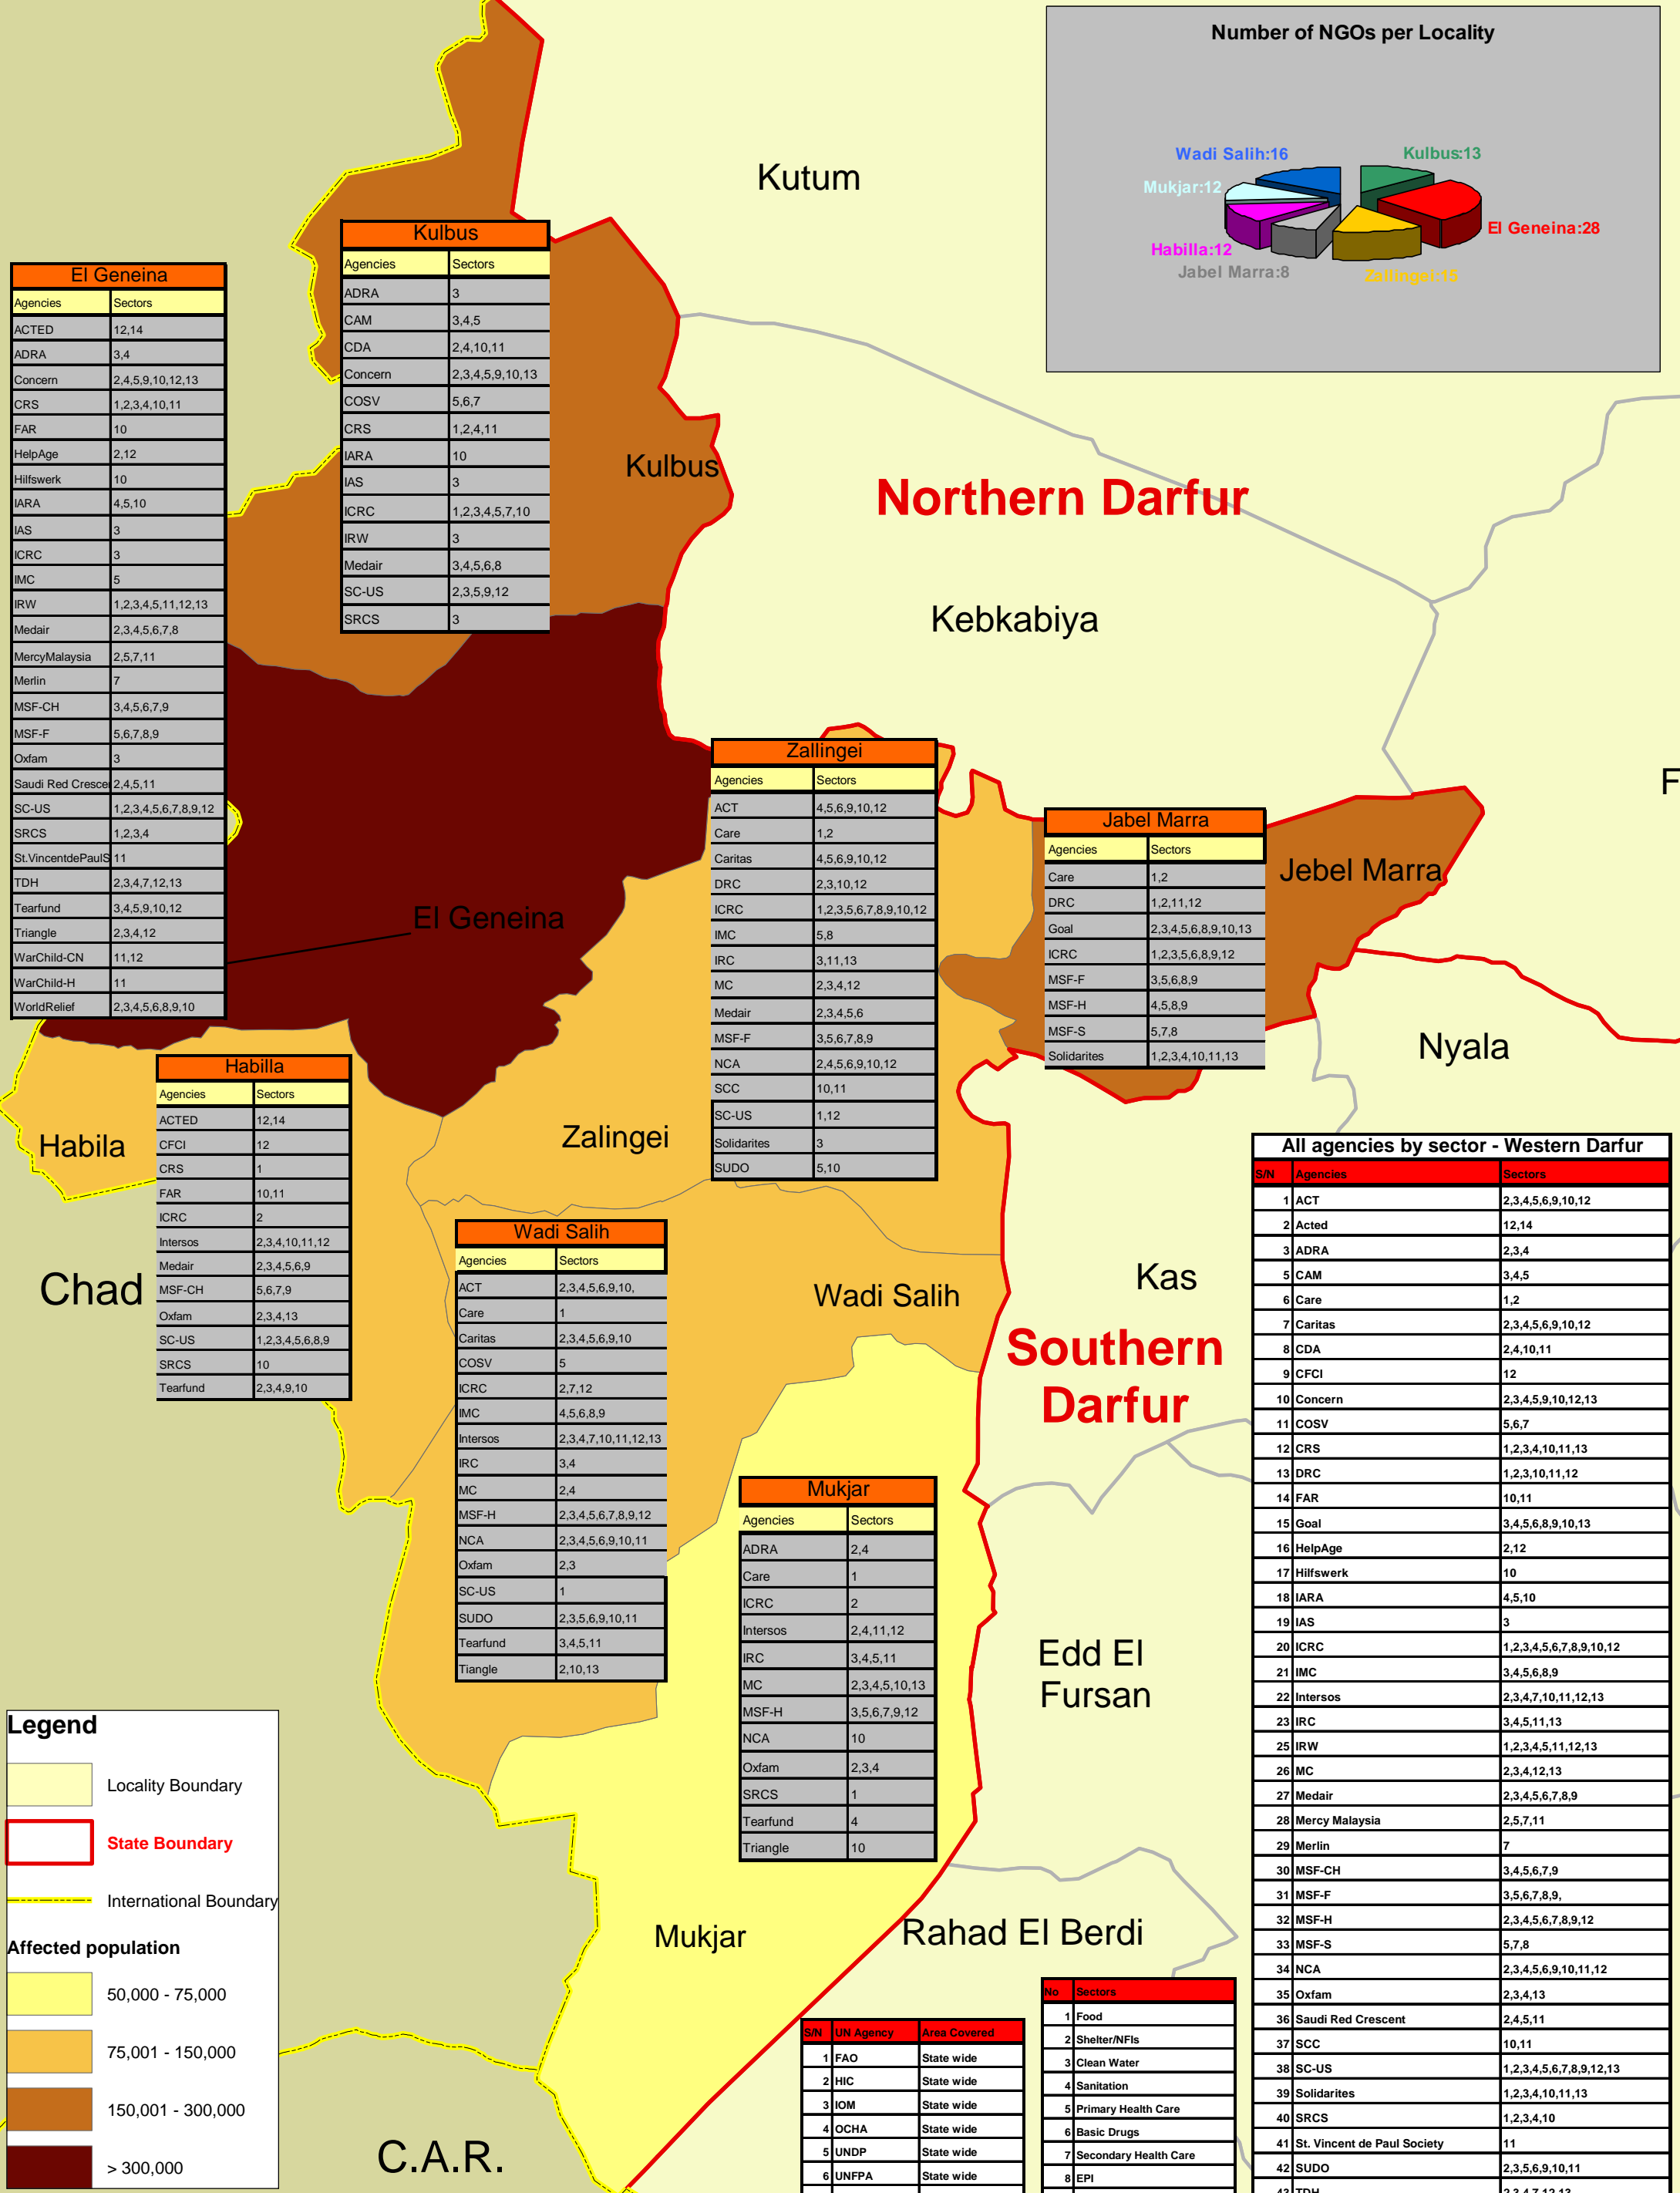 Number of NGOs per Locality
Wadi Salih:16
Kulbus:13
Mukjar:12
El Geneina:28
Habilla:12
Jabel Marra:8
Zallingei:15
Kutum
Kulbus
Agencies Sectors
ADRA 3
CAM 3,4,5
CDA 2,4,10,11
Concern 2,3,4,5,9,10,13
COSV 5,6,7
CRS 1,2,4,11
IARA 10
IAS 3
ICRC 1,2,3,4,5,7,10
IRW 3
Medair 3,4,5,6,8
SC-US 2,3,5,9,12
SRCS 3
El Geneina
Agencies Sectors
ACTED 12,14
ADRA 3,4
Concern 2,4,5,9,10,12,13
CRS 1,2,3,4,10,11
FAR 10
HelpAge 2,12
Hilfswerk 10
IARA 4,5,10
IAS 3
ICRC 3
IMC 5
IRW 1,2,3,4,5,11,12,13
Medair 2,3,4,5,6,7,8
MercyMalaysia 2,5,7,11
Merlin 7
MSF-CH 3,4,5,6,7,9
MSF-F 5,6,7,8,9
Oxfam 3
Saudi Red Cresce 2,4,5,11
SC-US 1,2,3,4,5,6,7,8,9,12
SRCS 1,2,3,4
St.VincentdePaulS 11
TDH 2,3,4,7,12,13
Tearfund 3,4,5,9,10,12
Triangle 2,3,4,12
WarChild-CN 11,12
WarChild-H 11
WorldRelief 2,3,4,5,6,8,9,10
Kulbus
Northern Darfur
Kebkabiya
F
El Geneina
Zallingei
Agencies Sectors
ACT 4,5,6,9,10,12
Care 1,2
Caritas 4,5,6,9,10,12
DRC 2,3,10,12
ICRC 1,2,3,5,6,7,8,9,10,12
IMC 5,8
IRC 3,11,13
MC 2,3,4,12
Medair 2,3,4,5,6
MSF-F 3,5,6,7,8,9
NCA 2,4,5,6,9,10,12
SCC 10,11
SC-US 1,12
Solidarites 3
SUDO 5,10
Jabel Marra
Agencies Sectors
Care 1,2
DRC 1,2,11,12
Goal 2,3,4,5,6,8,9,10,13
ICRC 1,2,3,5,6,8,9,12
MSF-F 3,5,6,8,9
MSF-H 4,5,8,9
MSF-S 5,7,8
Solidarites 1,2,3,4,10,11,13
Jebel Marra
Nyala
Habila
Habilla
Agencies Sectors
ACTED 12,14
CFCI 12
CRS 1
FAR 10,11
ICRC 2
Intersos 2,3,4,10,11,12
Medair 2,3,4,5,6,9
MSF-CH 5,6,7,9
Oxfam 2,3,4,13
SC-US 1,2,3,4,5,6,8,9
SRCS 10
Tearfund 2,3,4,9,10
Zalingei
Chad
Wadi Salih
Agencies Sectors
ACT 2,3,4,5,6,9,10,
Care 1
Caritas 2,3,4,5,6,9,10
COSV 5
ICRC 2,7,12
IMC 4,5,6,8,9
Intersos 2,3,4,7,10,11,12,13
IRC 3,4
MC 2,4
MSF-H 2,3,4,5,6,7,8,9,12
NCA 2,3,4,5,6,9,10,11
Oxfam 2,3
SC-US 1
SUDO 2,3,5,6,9,10,11
Tearfund 3,4,5,11
Tiangle 2,10,13
Wadi Salih
Kas
Southern
Darfur
Mukjar
Agencies Sectors
ADRA 2,4
Care 1
ICRC 2
Intersos 2,4,11,12
IRC 3,4,5,11
MC 2,3,4,5,10,13
MSF-H 3,5,6,7,9,12
NCA 10
Oxfam 2,3,4
SRCS 1
Tearfund 4
Triangle 10
Edd El
Fursan
Mukjar
Rahad El Berdi
C.A.R.
All agencies by sector - Western Darfur
S/N Agencies Sectors
1 ACT 2,3,4,5,6,9,10,12
2 Acted 12,14
3 ADRA 2,3,4
5 CAM 3,4,5
6 Care 1,2
7 Caritas 2,3,4,5,6,9,10,12
8 CDA 2,4,10,11
9 CFCI 12
10 Concern 2,3,4,5,9,10,12,13
11 COSV 5,6,7
12 CRS 1,2,3,4,10,11,13
13 DRC 1,2,3,10,11,12
14 FAR 10,11
15 Goal 3,4,5,6,8,9,10,13
16 HelpAge 2,12
17 Hilfswerk 10
18 IARA 4,5,10
19 IAS 3
20 ICRC 1,2,3,4,5,6,7,8,9,10,12
21 IMC 3,4,5,6,8,9
22 Intersos 2,3,4,7,10,11,12,13
23 IRC 3,4,5,11,13
25 IRW 1,2,3,4,5,11,12,13
26 MC 2,3,4,12,13
27 Medair 2,3,4,5,6,7,8,9
28 Mercy Malaysia 2,5,7,11
29 Merlin 7
30 MSF-CH 3,4,5,6,7,9
31 MSF-F 3,5,6,7,8,9,
32 MSF-H 2,3,4,5,6,7,8,9,12
33 MSF-S 5,7,8
34 NCA 2,3,4,5,6,9,10,11,12
35 Oxfam 2,3,4,13
36 Saudi Red Crescent 2,4,5,11
37 SCC 10,11
38 SC-US 1,2,3,4,5,6,7,8,9,12,13
39 Solidarites 1,2,3,4,10,11,13
40 SRCS 1,2,3,4,10
41 St. Vincent de Paul Society 11
42 SUDO 2,3,5,6,9,10,11
43 TDH 2,3,4,7,12,13
Legend
Locality Boundary
State Boundary
International Boundary
Affected population
50,000 - 75,000
75,001 - 150,000
150,001 - 300,000
> 300,000
S/N UN Agency Area Covered
1 FAO State wide
2 HIC State wide
3 IOM State wide
4 OCHA State wide
5 UNDP State wide
6 UNFPA State wide
No Sectors
1 Food
2 Shelter/NFIs
3 Clean Water
4 Sanitation
5 Primary Health Care
6 Basic Drugs
7 Secondary Health Care
8 EPI